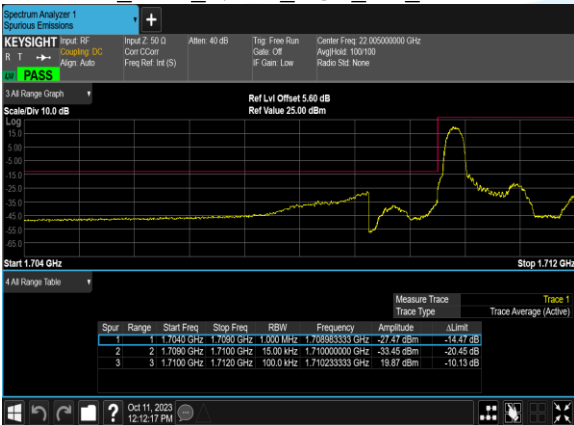 Spectrum Analyzer 1
Spurious Emissions
+
KEYSIGHT Input: RF Input Z: 50 Ω Atten: 40 dB Trig: Free Run Center Freq: 22.005000000 GHz
R T Coupling: DC Corr CCorr Gate: Off Avg|Hold: 100/100
Align: Auto Freq Ref: Int (S) IF Gain: Low Radio Std: None
PASS
3 All Range Graph
Ref Lvl Offset 5.60 dB
Scale/Div 10.0 dB Ref Value 25.00 dBm
Log
15.0
5.00
-5.00
-15.0
-25.0
-35.0
-45.0
-55.0
-65.0
Start 1.704 GHz Stop 1.712 GHz
4 All Range Table
Measure Trace Trace 1
Trace Type Trace Average (Active)
Spur Range Start Freq Stop Freq RBW Frequency Amplitude ΔLimit
1 1 1.7040 GHz 1.7090 GHz 1.000 MHz 1.708983333 GHz -27.47 dBm -14.47 dB
2 2 1.7090 GHz 1.7100 GHz 15.00 kHz 1.710000000 GHz -33.45 dBm -20.45 dB
3 3 1.7100 GHz 1.7120 GHz 100.0 kHz 1.710233333 GHz 19.87 dBm -10.13 dB
? Oct 11, 2023
12:12:17 PM